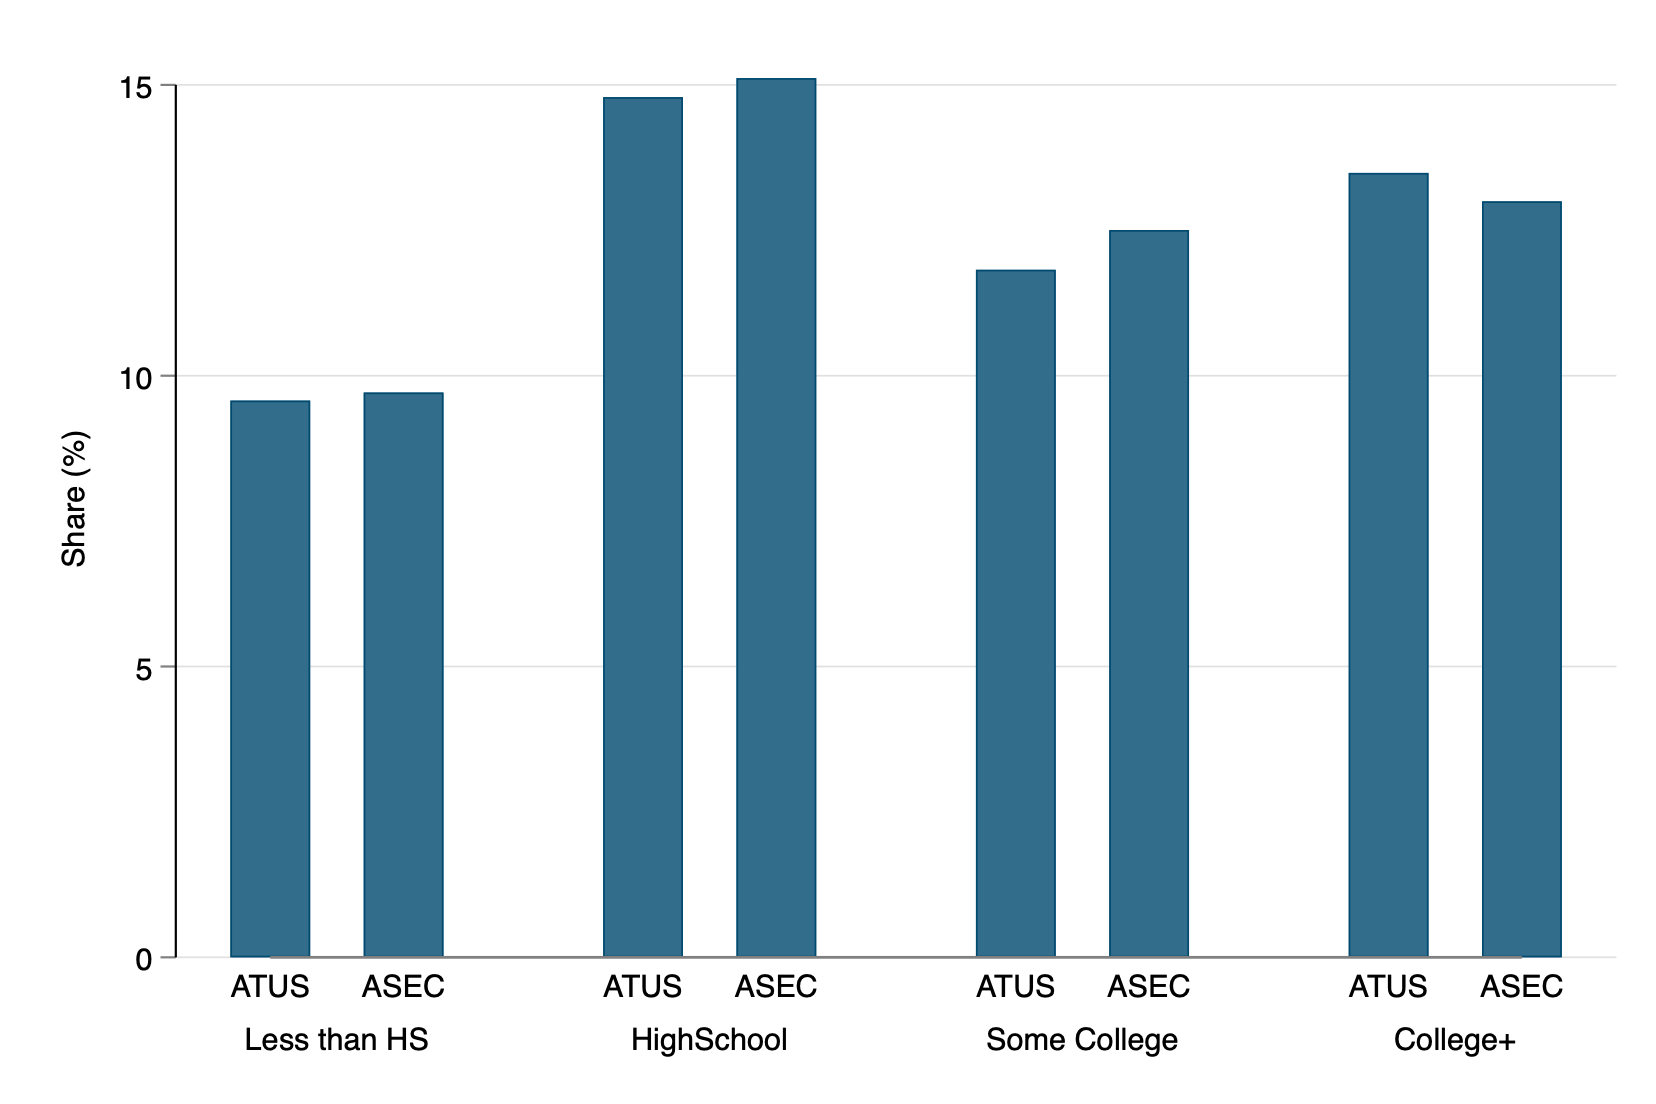 15
10
5
0
Share (%)
ATUS ASEC ATUS ASEC ATUS ASEC ATUS ASEC
Less than HS HighSchool Some College College+